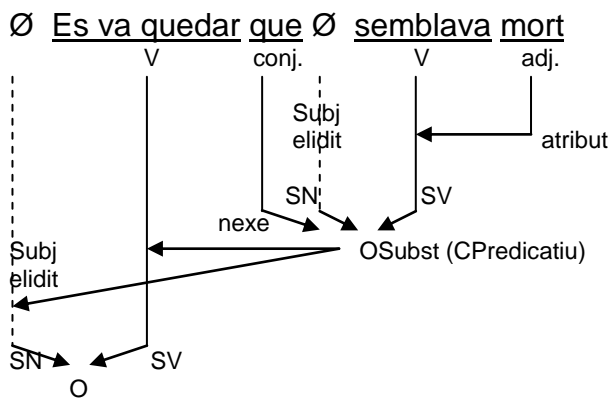 Ø Es va quedar que Ø semblava mort
V conj. V adj.
Subj
elidit
atribut
SN SV
nexe
OSubst (CPredicatiu)
Subj
elidit
SN SV
O